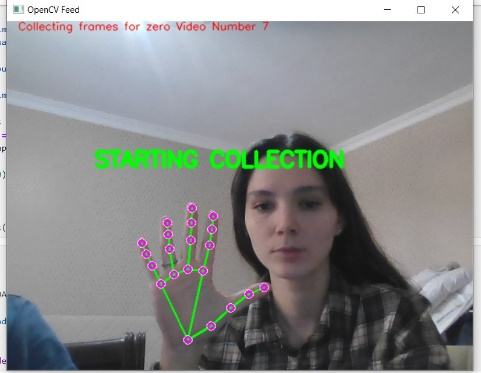 OpenCV Feed
Collecting frames for zero Video Number 7
STARTING COLLECTION